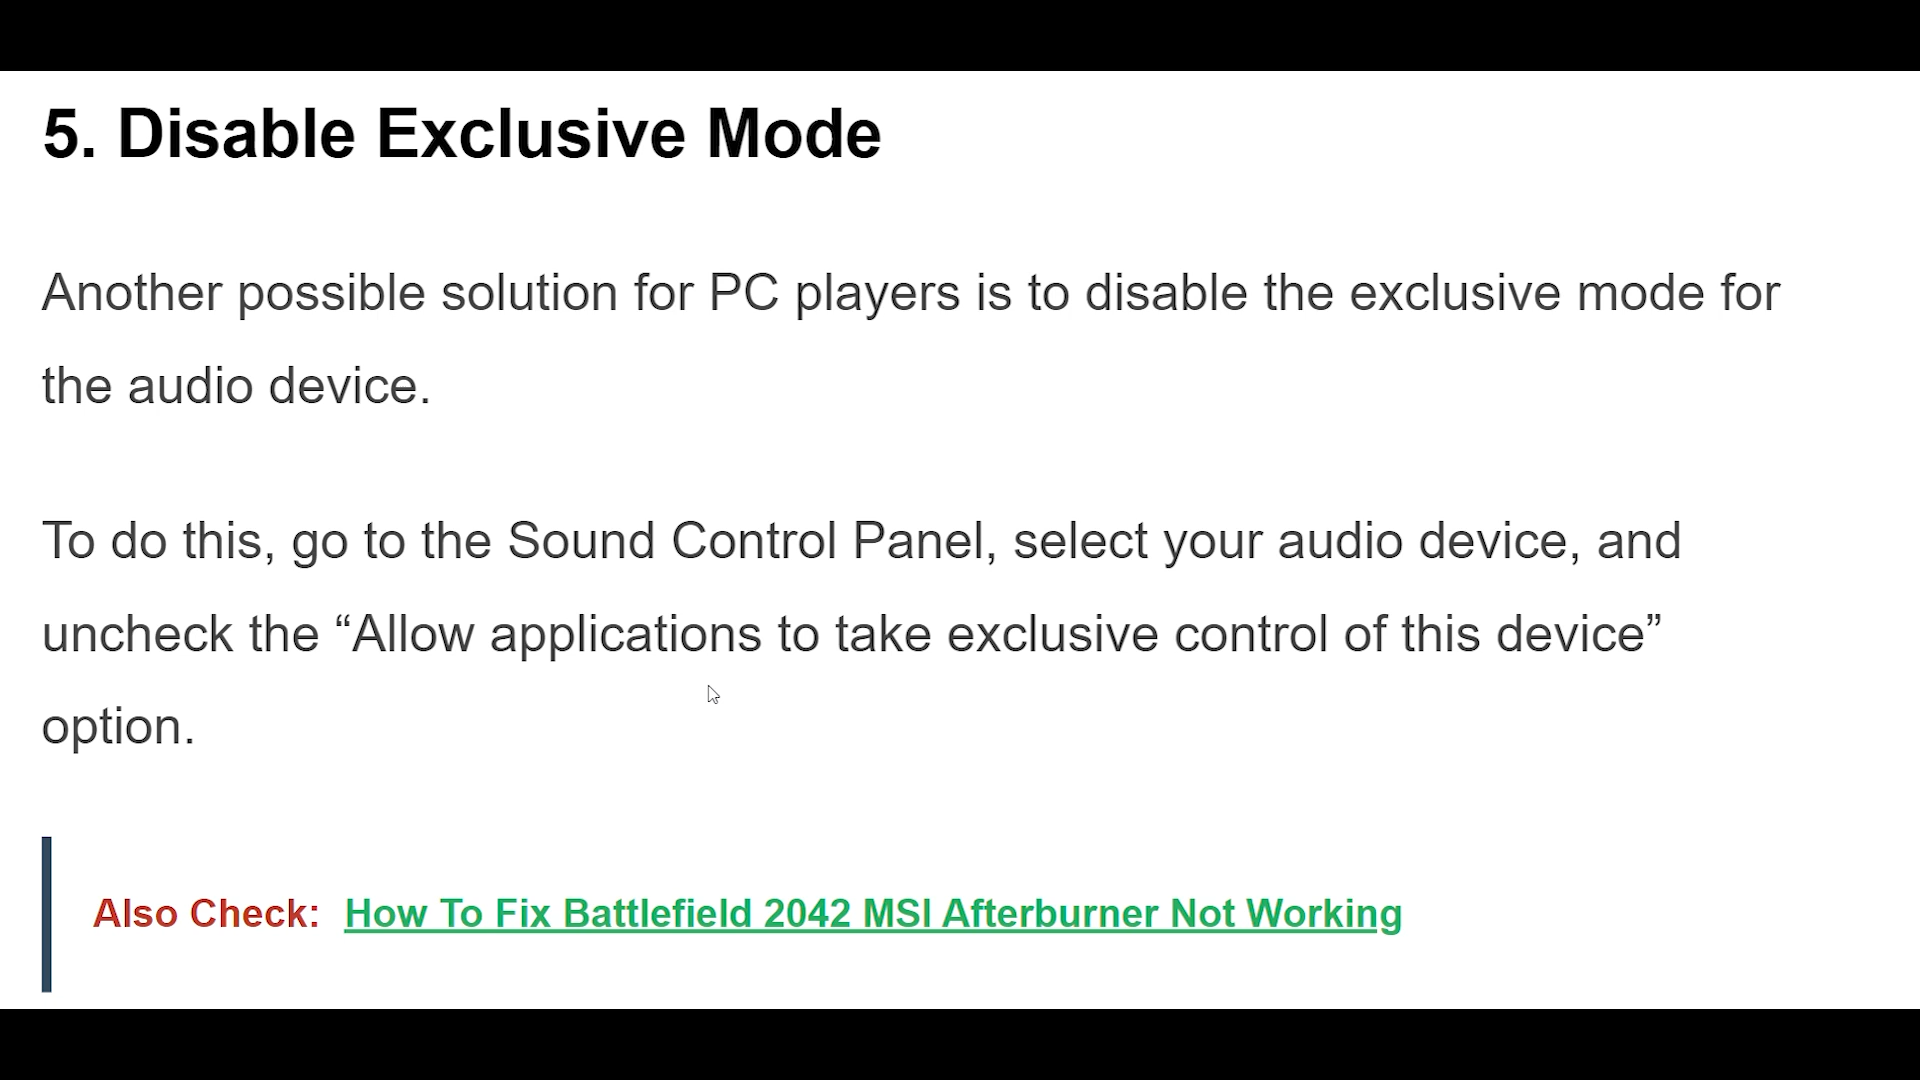 5. Disable Exclusive Mode
Another possible solution for PC players is to disable the exclusive mode for
the audio device.
To do this, go to the Sound Control Panel, select your audio device, and
uncheck the “Allow applications to take exclusive control of this device”
option.
Also Check: How To Fix Battlefield 2042 MSI Afterburner Not Working